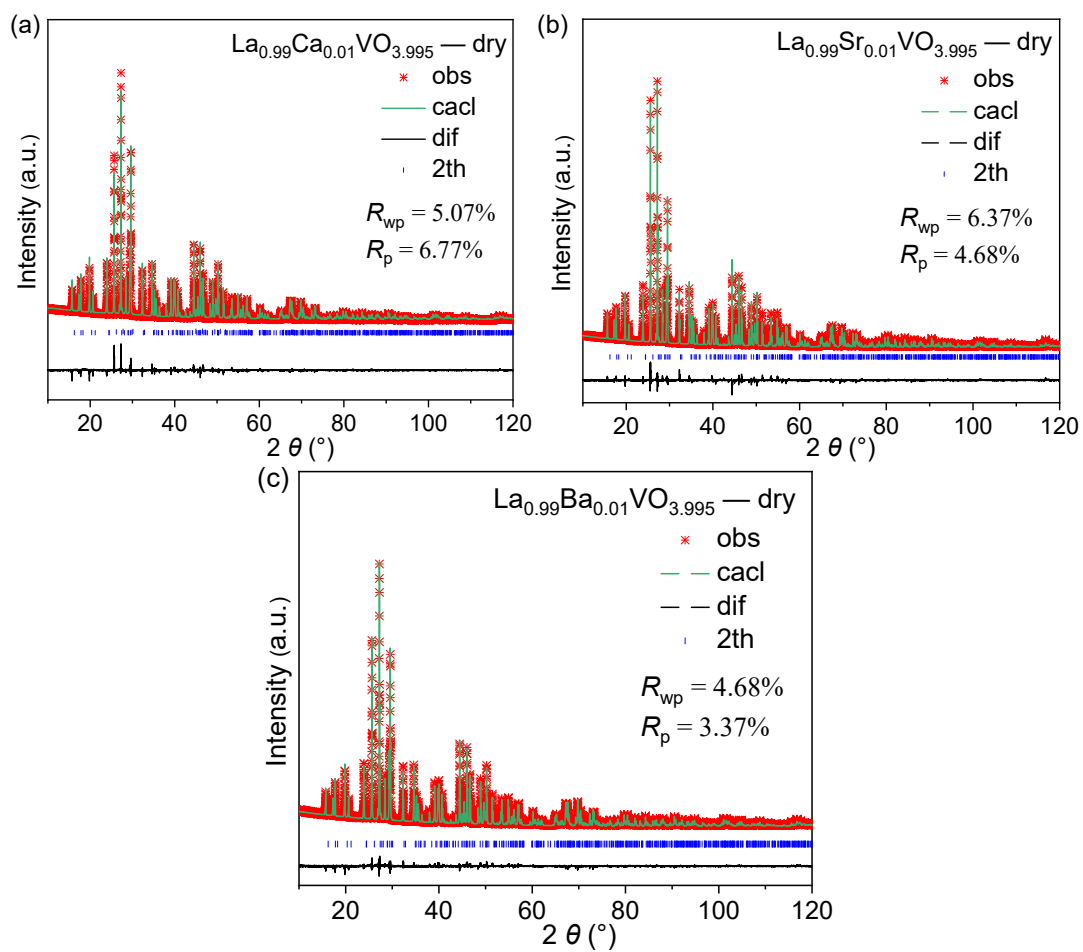 (a)
La0.99Ca0.01VO3.995 — dry
obs
cacl
dif
2th
Rwp = 5.07%
Rp = 6.77%
Intensity (a.u.)
20 40 60 80 100 120
2 θ (°)
(b)
La0.99Sr0.01VO3.995 — dry
obs
cacl
dif
2th
Rwp = 6.37%
Rp = 4.68%
Intensity (a.u.)
20 40 60 80 100 120
2 θ (°)
(c)
La0.99Ba0.01VO3.995 — dry
obs
cacl
dif
2th
Rwp = 4.68%
Rp = 3.37%
Intensity (a.u.)
20 40 60 80 100 120
2 θ (°)